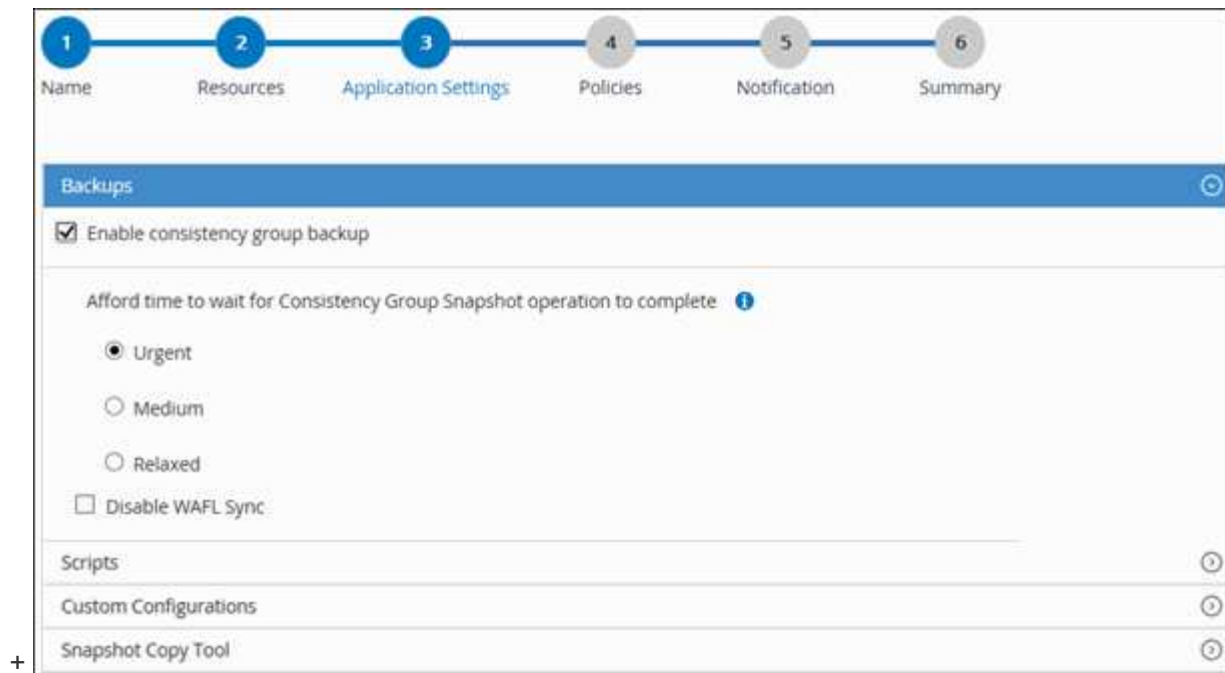 1 2 3 4 5 6
Name Resources Application Settings Policies Notification Summary
Backups
Enable consistency group backup
Afford time to wait for Consistency Group Snapshot operation to complete i
Urgent
Medium
Relaxed
Disable WAFL Sync
Scripts
Custom Configurations
Snapshot Copy Tool
+